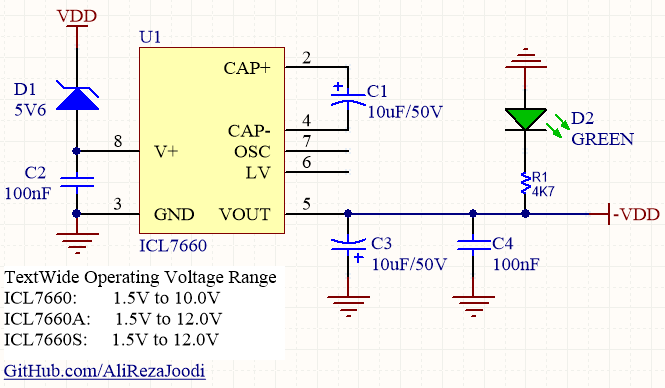 VDD
U1
2
CAP+
D1
5V6
C1
10uF/50V
CAP-
4
D2
GREEN
8
V+
OSC
7
C2
100nF
LV
6
R1
4K7
3
GND
VOUT
5
-VDD
ICL7660
C3
10uF/50V
C4
100nF
TextWide Operating Voltage Range
ICL7660: 1.5V to 10.0V
ICL7660A: 1.5V to 12.0V
ICL7660S: 1.5V to 12.0V
GitHub.com/AliRezaJoodi